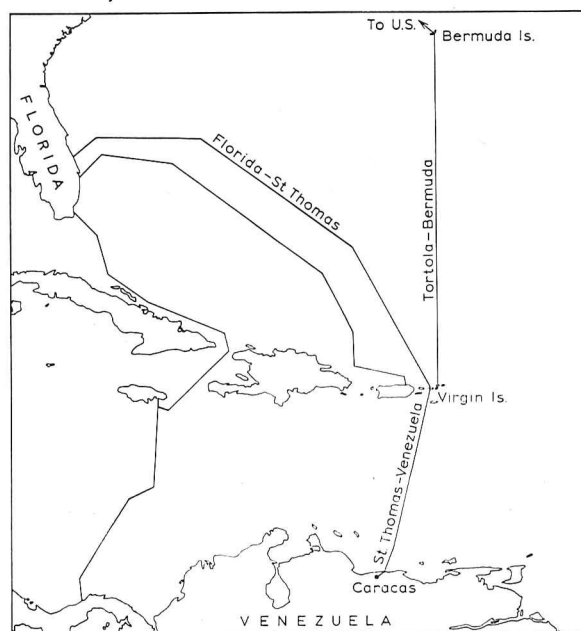 To U.S.
Bermuda Is.
FLORIDA
Florida–St Thomas
Tortola–Bermuda
Virgin Is.
St Thomas–Venezuela
Caracas
VENEZUELA